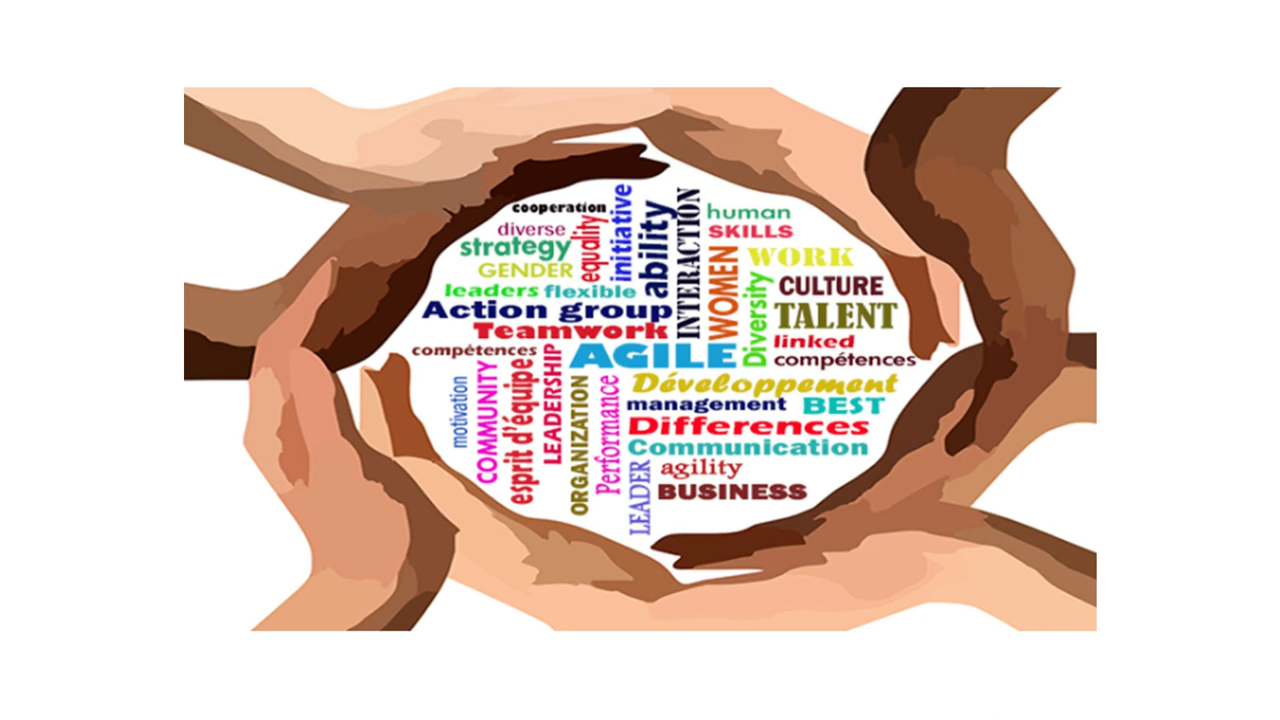 cooperation
diverse
strategy
equality
initiative
ability
INTERACTION
human
SKILLS
GENDER
WOMEN
WORK
leaders
flexible
Diversity
CULTURE
Action group
TALENT
Teamwork
linked
compétences
AGILE
compétences
motivation
COMMUNITY
esprit d'équipe
LEADERSHIP
ORGANIZATION
Performance
Développement
management
BEST
Differences
Communication
LEADER
agility
BUSINESS